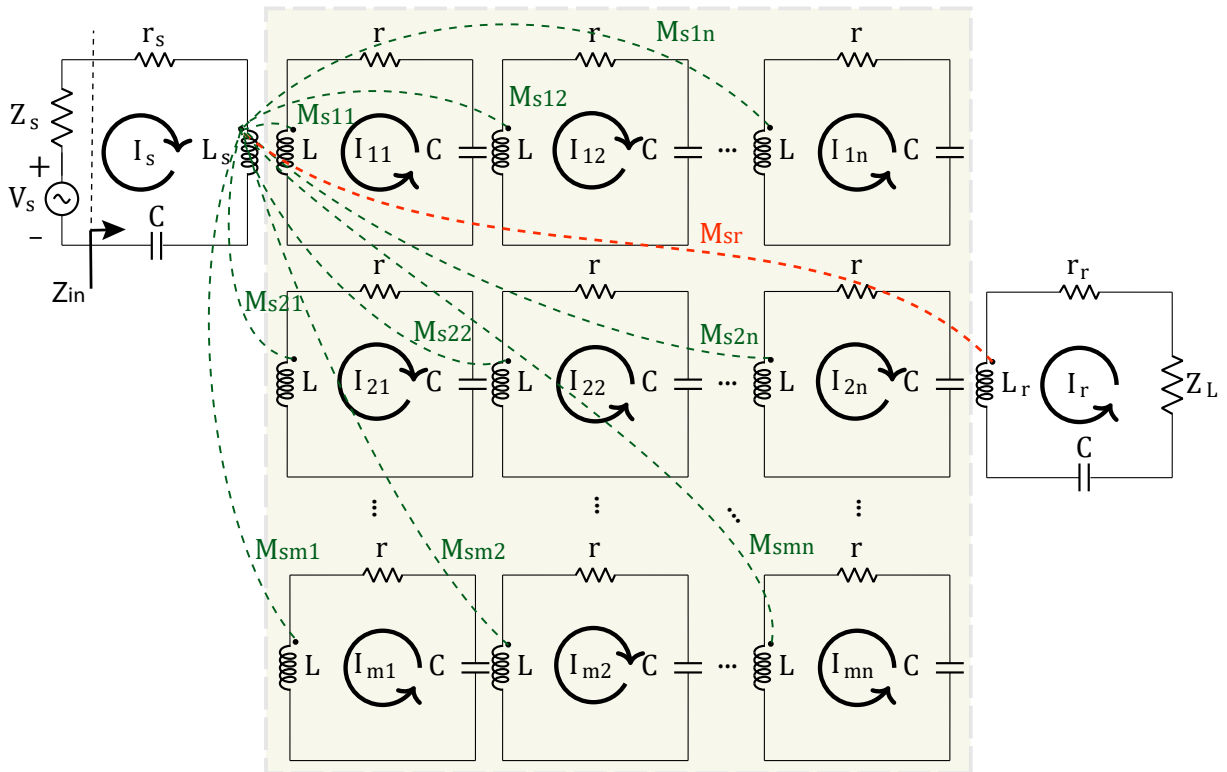 r_s
r
r
M_s1n
r
M_s12
M_s11
Z_s
+
V_s
–
I_s
L_s
L
I_11
C
L
I_12
C
...
L
I_1n
C
C
Zin
M_sr
r
r
r
r_r
M_s21
M_s22
M_s2n
L
I_21
C
L
I_22
C
...
L
I_2n
C
L_r
I_r
Z_L
C
...
...
...
...
M_sm1
r
M_sm2
r
M_smn
r
L
I_m1
C
L
I_m2
C
...
L
I_mn
C